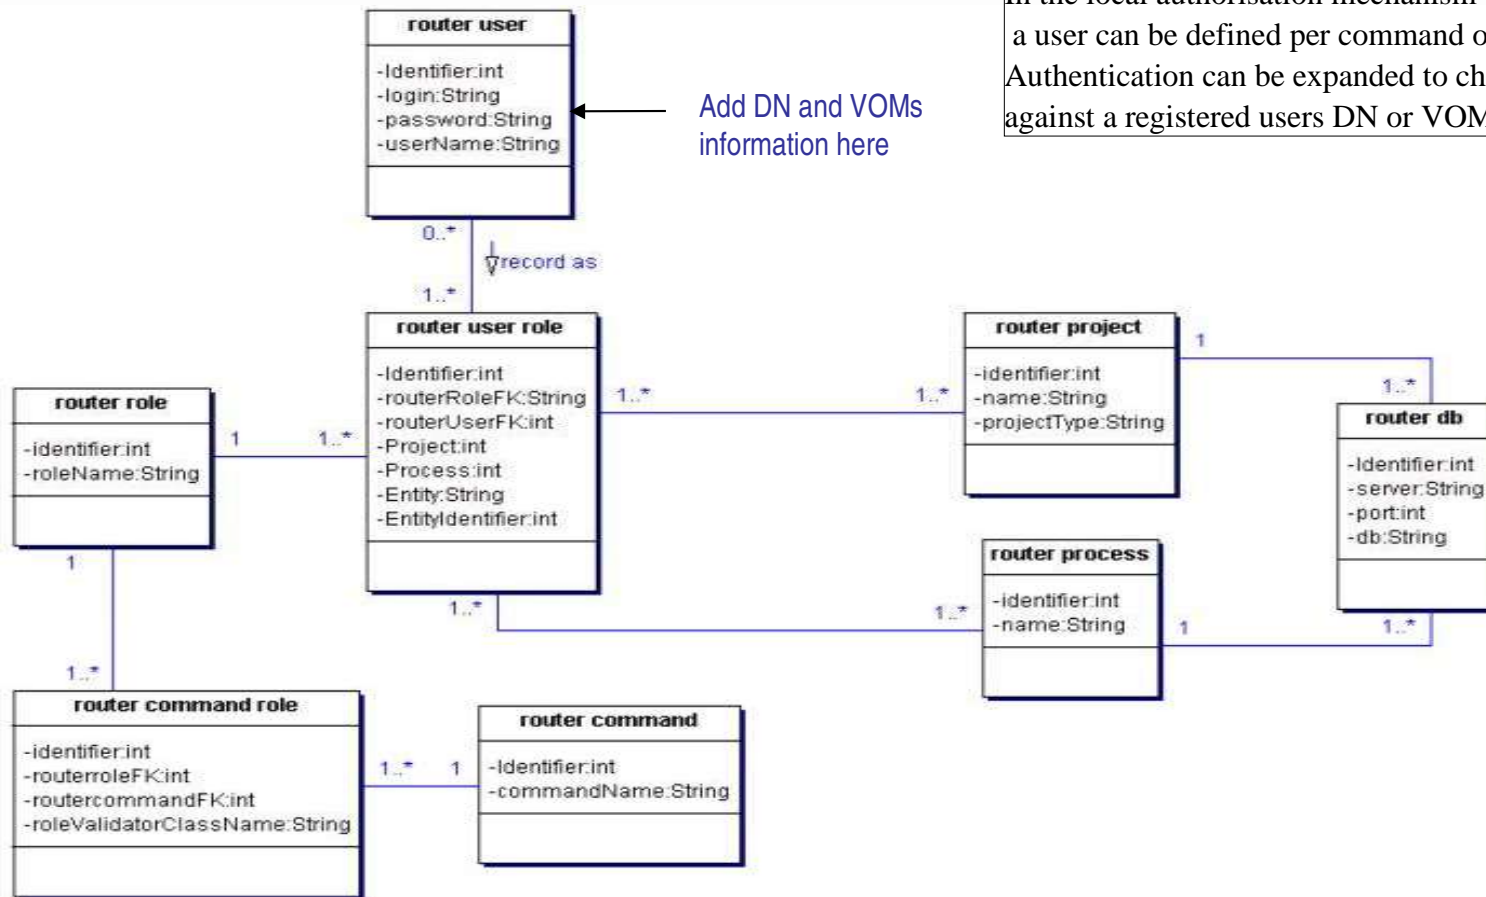 In the local authorisation mechanism
a user can be defined per command o
Authentication can be expanded to ch
against a registered users DN or VOM
router user
-Identifier:int
-login:String
-password:String
-userName:String
Add DN and VOMs
information here
0..*
record as
1..*
router user role
-Identifier:int
-routerRoleFK:String
-routerUserFK:int
-Project:int
-Process:int
-Entity:String
-EntityIdentifier:int
1..*
1..*
router project
-identifier:int
-name:String
-projectType:String
1
1..*
router db
-Identifier:int
-server:String
-port:int
-db:String
router role
-identifier:int
-roleName:String
1
1..*
router process
-identifier:int
-name:String
1..*
1..*
1
1..*
1
1..*
router command role
-identifier:int
-routerroleFK:int
-routercommandFK:int
-roleValidatorClassName:String
1..*
1
router command
-Identifier:int
-commandName:String